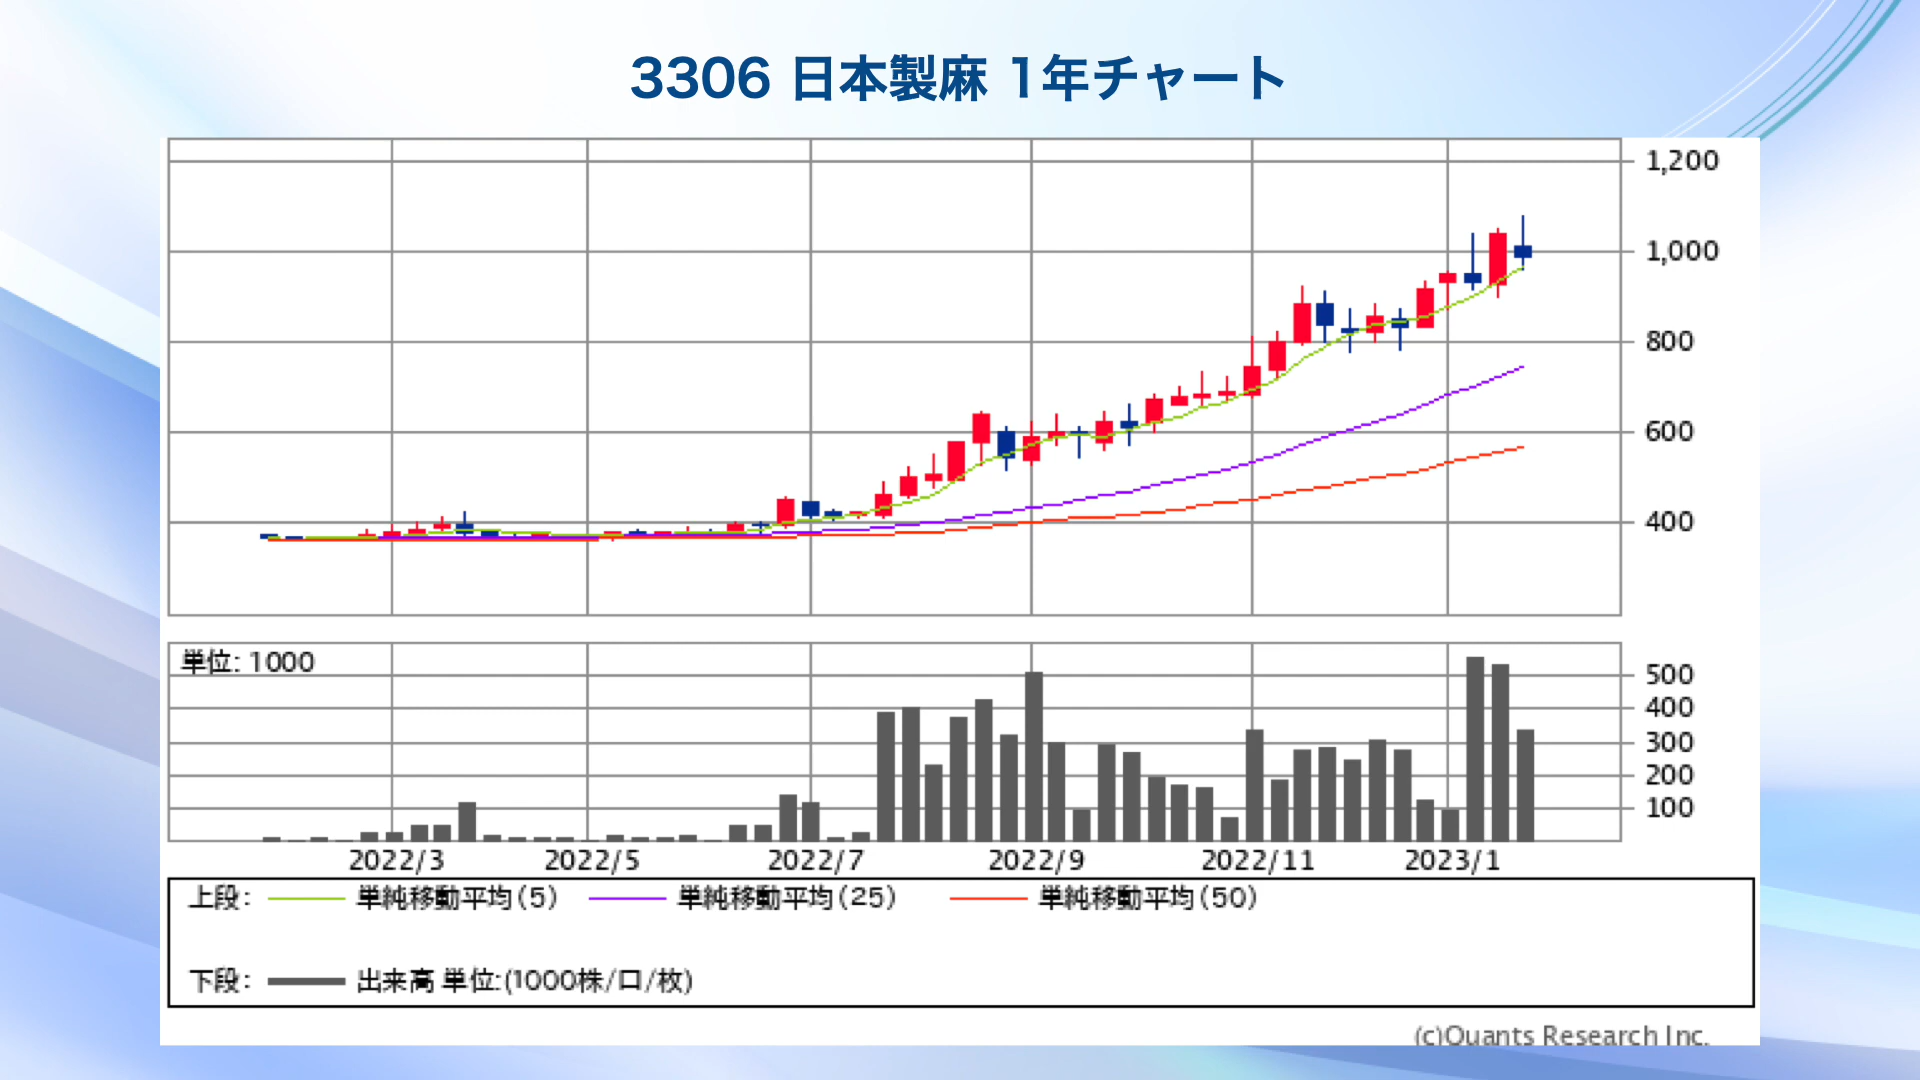 3306 日本製麻 1年チャート
1,200
1,000
800
600
400
単位: 1000
500
400
300
200
100
2022/3 2022/5 2022/7 2022/9 2022/11 2023/1
上段: 単純移動平均(5) 単純移動平均(25) 単純移動平均(50)
下段: 出来高 単位:(1000株/口/枚)
(c)Quants Research Inc.